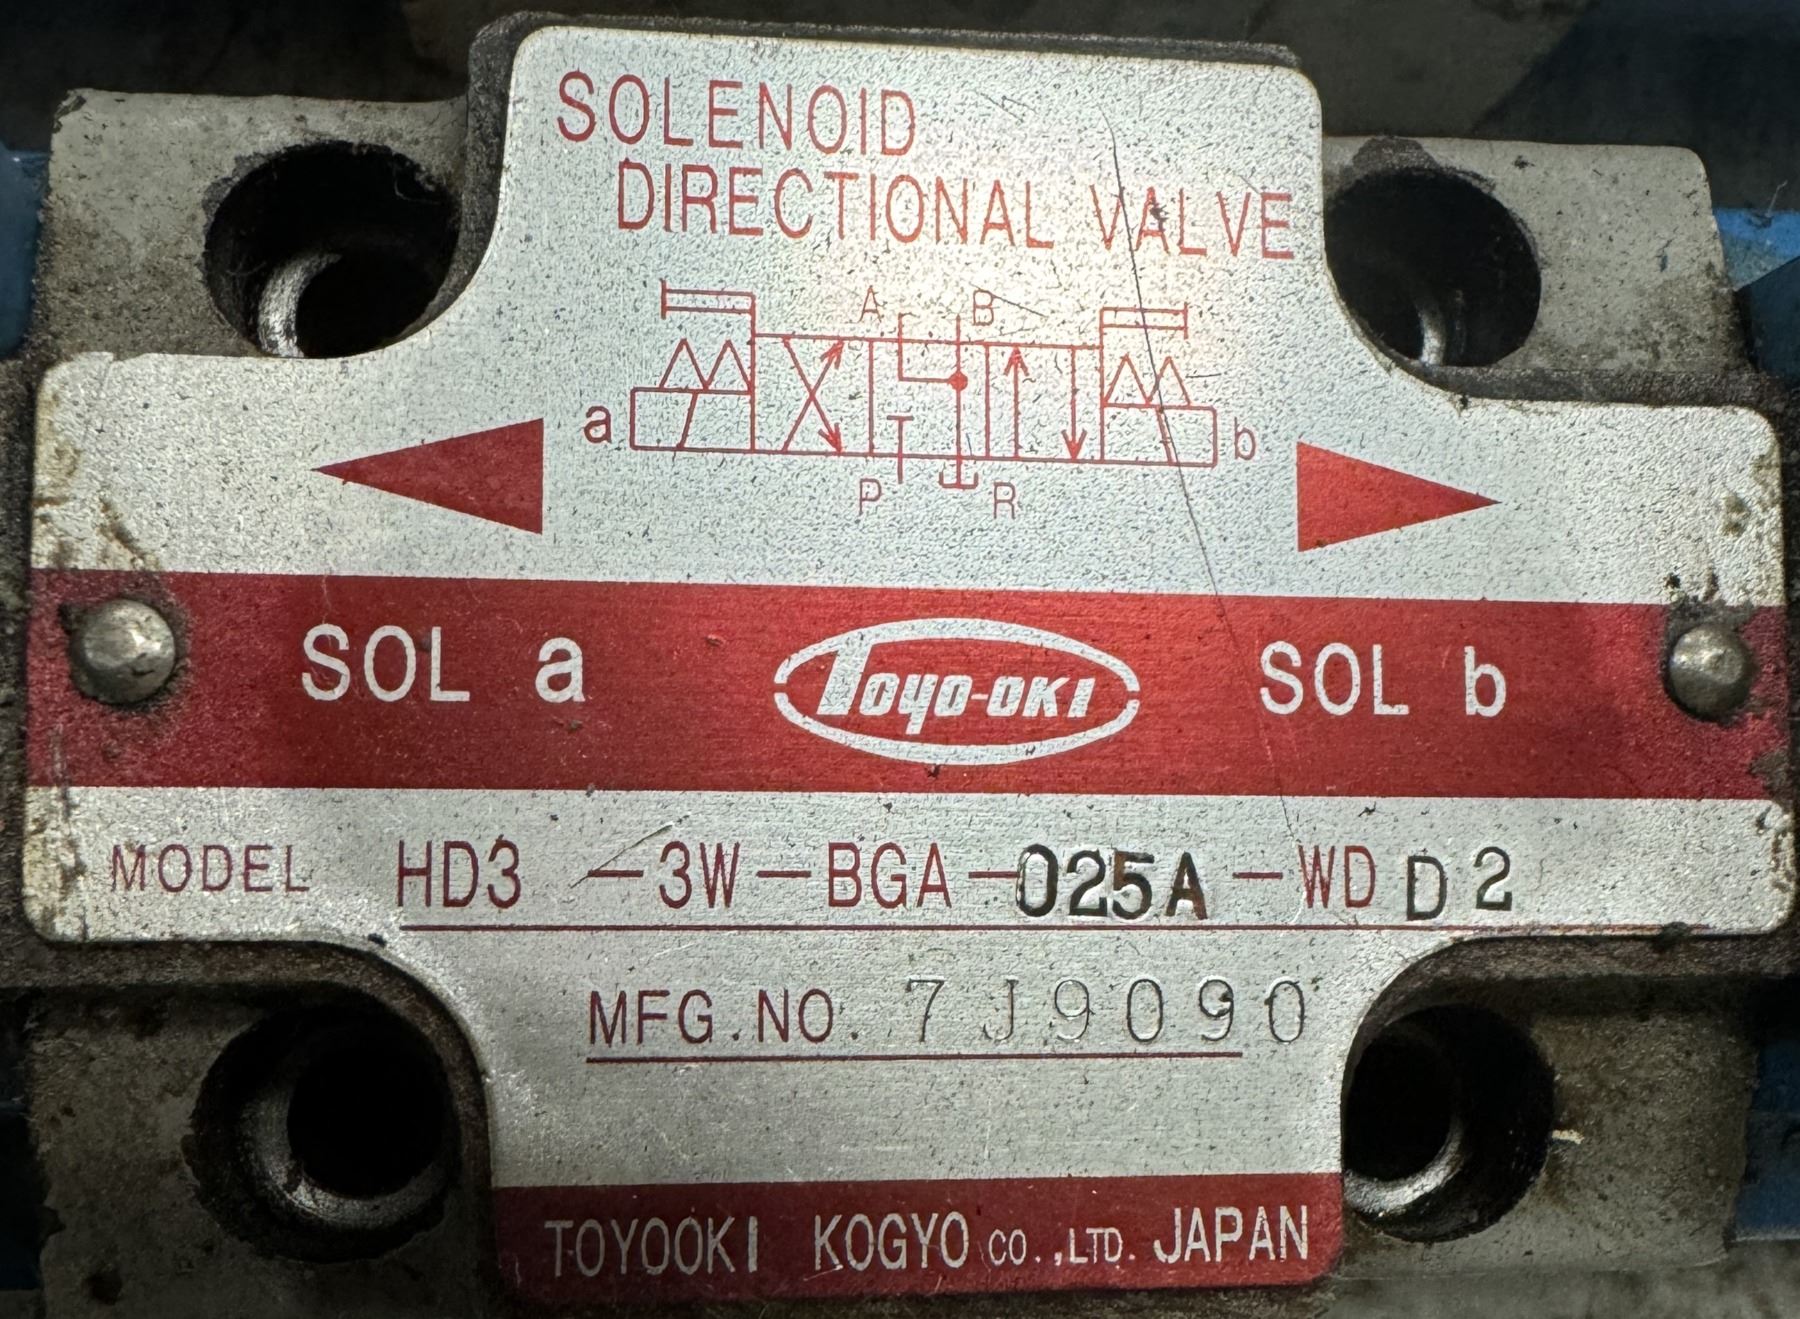 SOLENOID
DIRECTIONAL VALVE
A B
a b
P R
SOL a TOYO-OKI SOL b
MODEL HD3-3W-BGA-025A-WD D2
MFG.NO. 7J9090
TOYOOKI KOGYO CO.,LTD. JAPAN